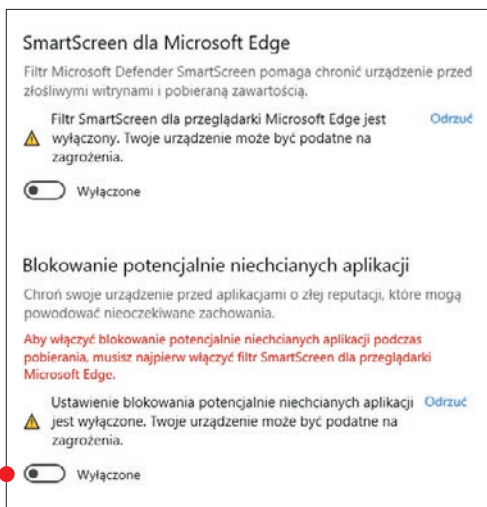 SmartScreen dla Microsoft Edge
Filtr Microsoft Defender SmartScreen pomaga chronić urządzenie przed
złośliwymi witrynami i pobieraną zawartością.
Filtr SmartScreen dla przeglądarki Microsoft Edge jest Odrzuć
wyłączony. Twoje urządzenie może być podatne na
zagrożenia.
Wyłączone
Blokowanie potencjalnie niechcianych aplikacji
Chroń swoje urządzenie przed aplikacjami o złej reputacji, które mogą
powodować nieoczekiwane zachowania.
Aby włączyć blokowanie potencjalnie niechcianych aplikacji podczas
pobierania, musisz najpierw włączyć filtr SmartScreen dla przeglądarki
Microsoft Edge.
Ustawienie blokowania potencjalnie niechcianych aplikacji Odrzuć
jest wyłączone. Twoje urządzenie może być podatne na
zagrożenia.
Wyłączone